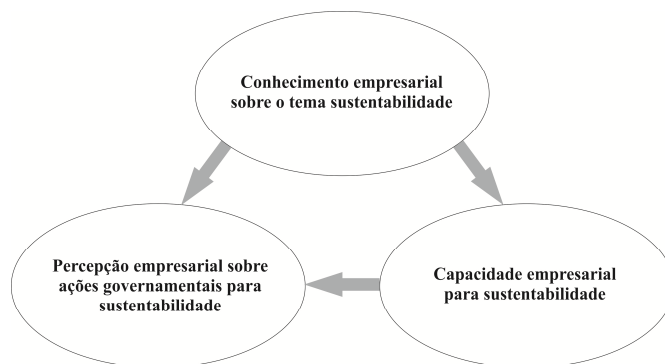 Conhecimento empresarial
sobre o tema sustentabilidade
Percepção empresarial sobre
ações governamentais para
sustentabilidade
Capacidade empresarial
para sustentabilidade